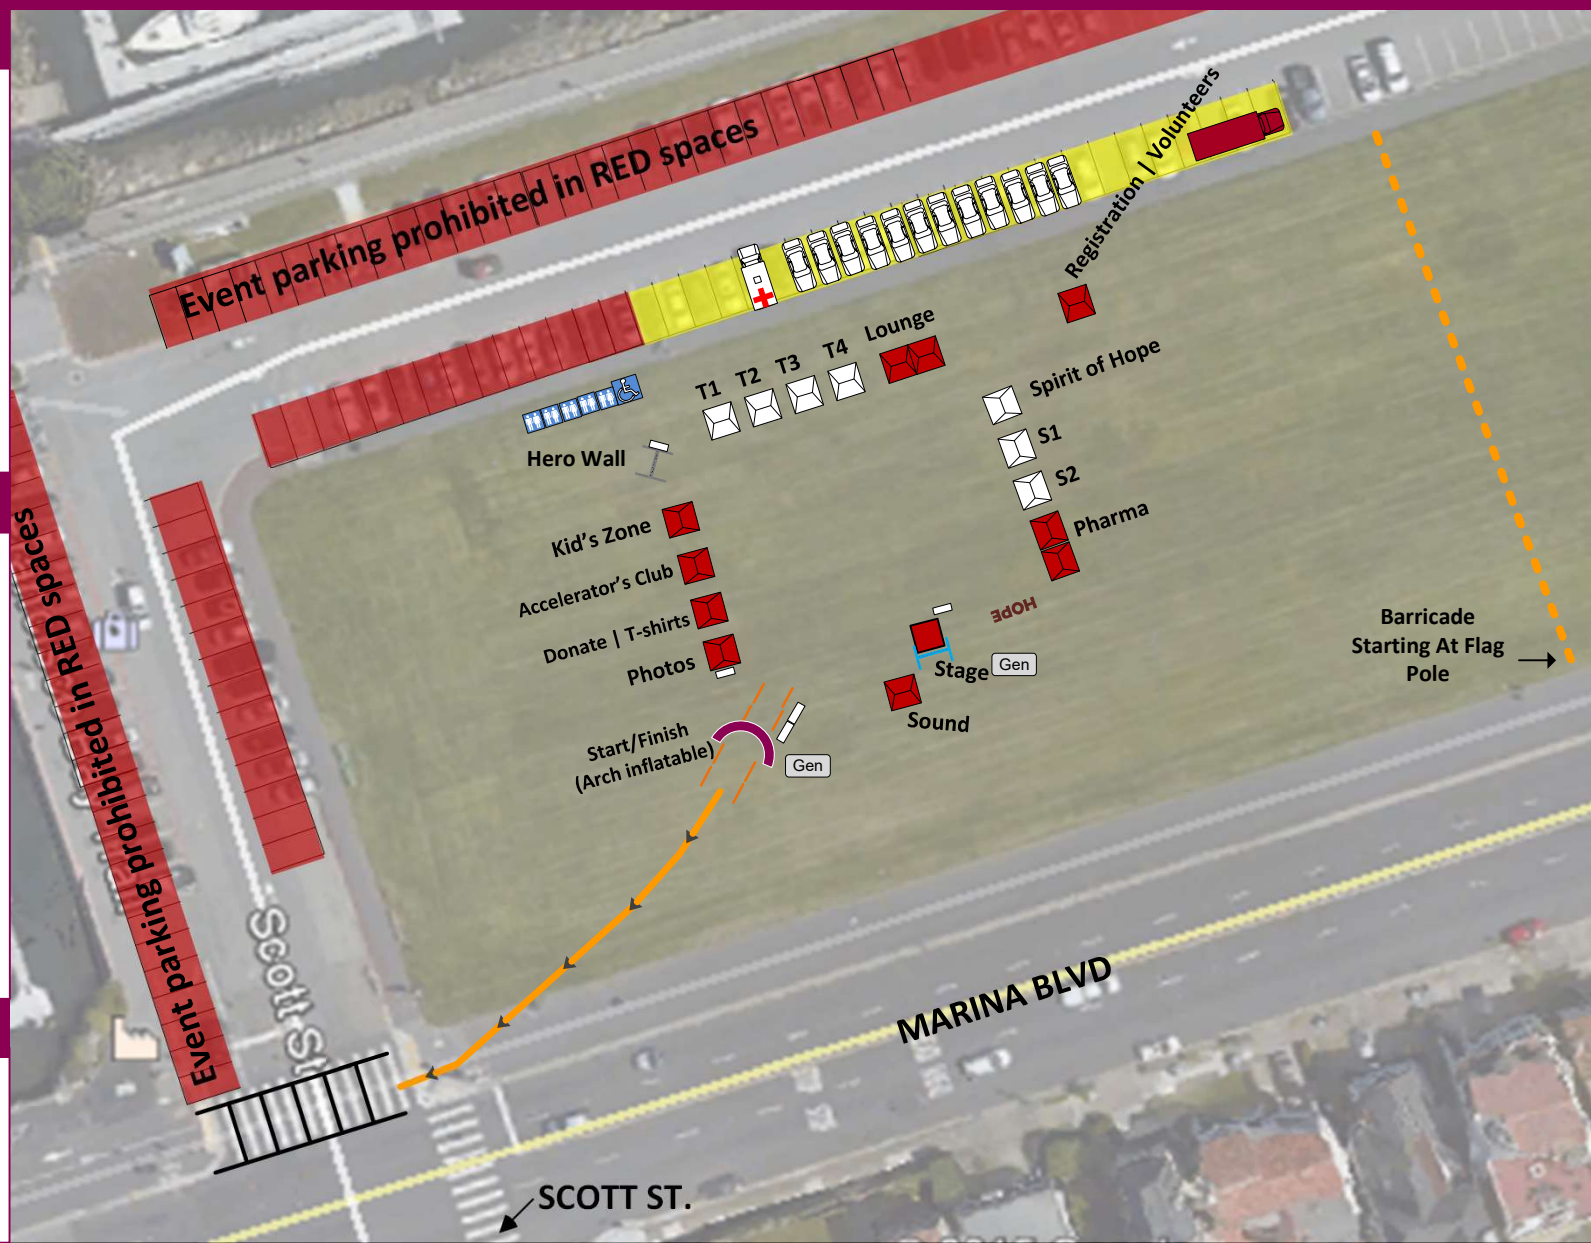 Event parking prohibited in RED spaces
Registration | Volunteers
Lounge
T4
T3
T2
T1
Spirit of Hope
S1
S2
Hero Wall
Pharma
Kid's Zone
Accelerator's Club
Donate | T-shirts
Photos
HOPE
Stage
Gen
Sound
Start/Finish
(Arch inflatable)
Gen
Barricade
Starting At Flag
Pole
Event parking prohibited in RED spaces
Scott St
MARINA BLVD
SCOTT ST.